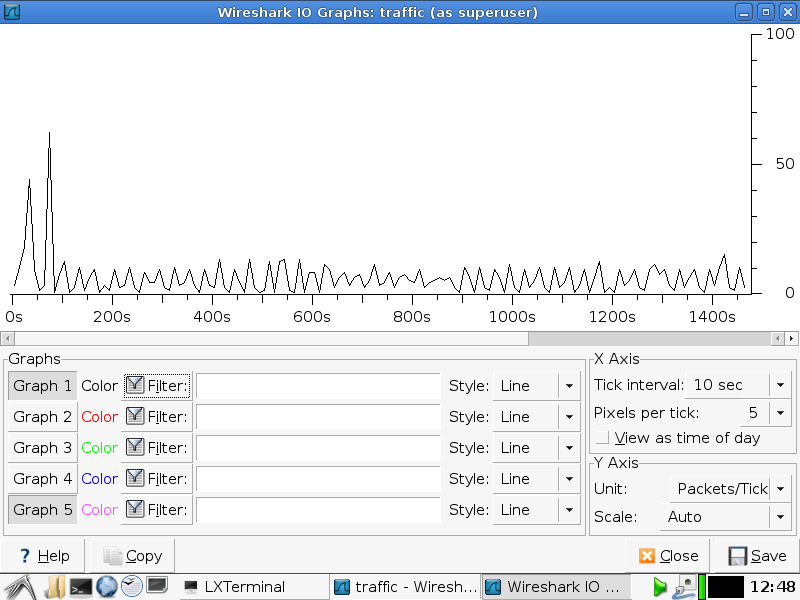 Wireshark IO Graphs: traffic (as superuser)
100
50
0
0s 200s 400s 600s 800s 1000s 1200s 1400s
Graphs
Graph 1 Color Filter: Style: Line
Graph 2 Color Filter: Style: Line
Graph 3 Color Filter: Style: Line
Graph 4 Color Filter: Style: Line
Graph 5 Color Filter: Style: Line
X Axis
Tick interval: 10 sec
Pixels per tick: 5
View as time of day
Y Axis
Unit: Packets/Tick
Scale: Auto
? Help Copy Close Save
LXTerminal traffic - Wiresh... Wireshark IO ... 12:48